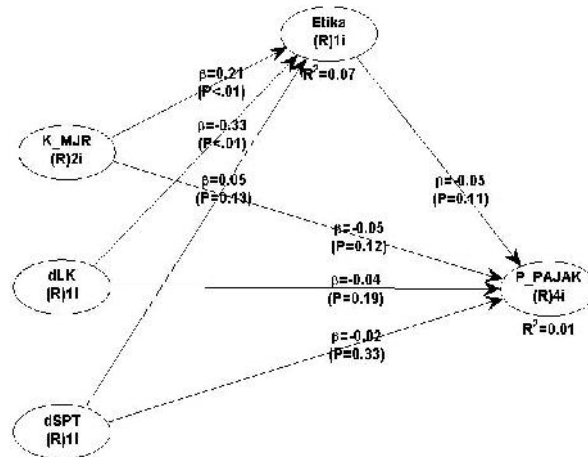 Etika
(R)1i
R²=0.07
β=0.21
(P<.01)
β=-0.33
(P<.01)
K_MJR
(R)2i
β=0.05
(P=0.13)
β=-0.05
(P=0.11)
β=-0.05
(P=0.12)
dLK
(R)1i
β=-0.04
(P=0.19)
P_PAJAK
(R)4i
R²=0.01
β=-0.02
(P=0.33)
dSPT
(R)1i